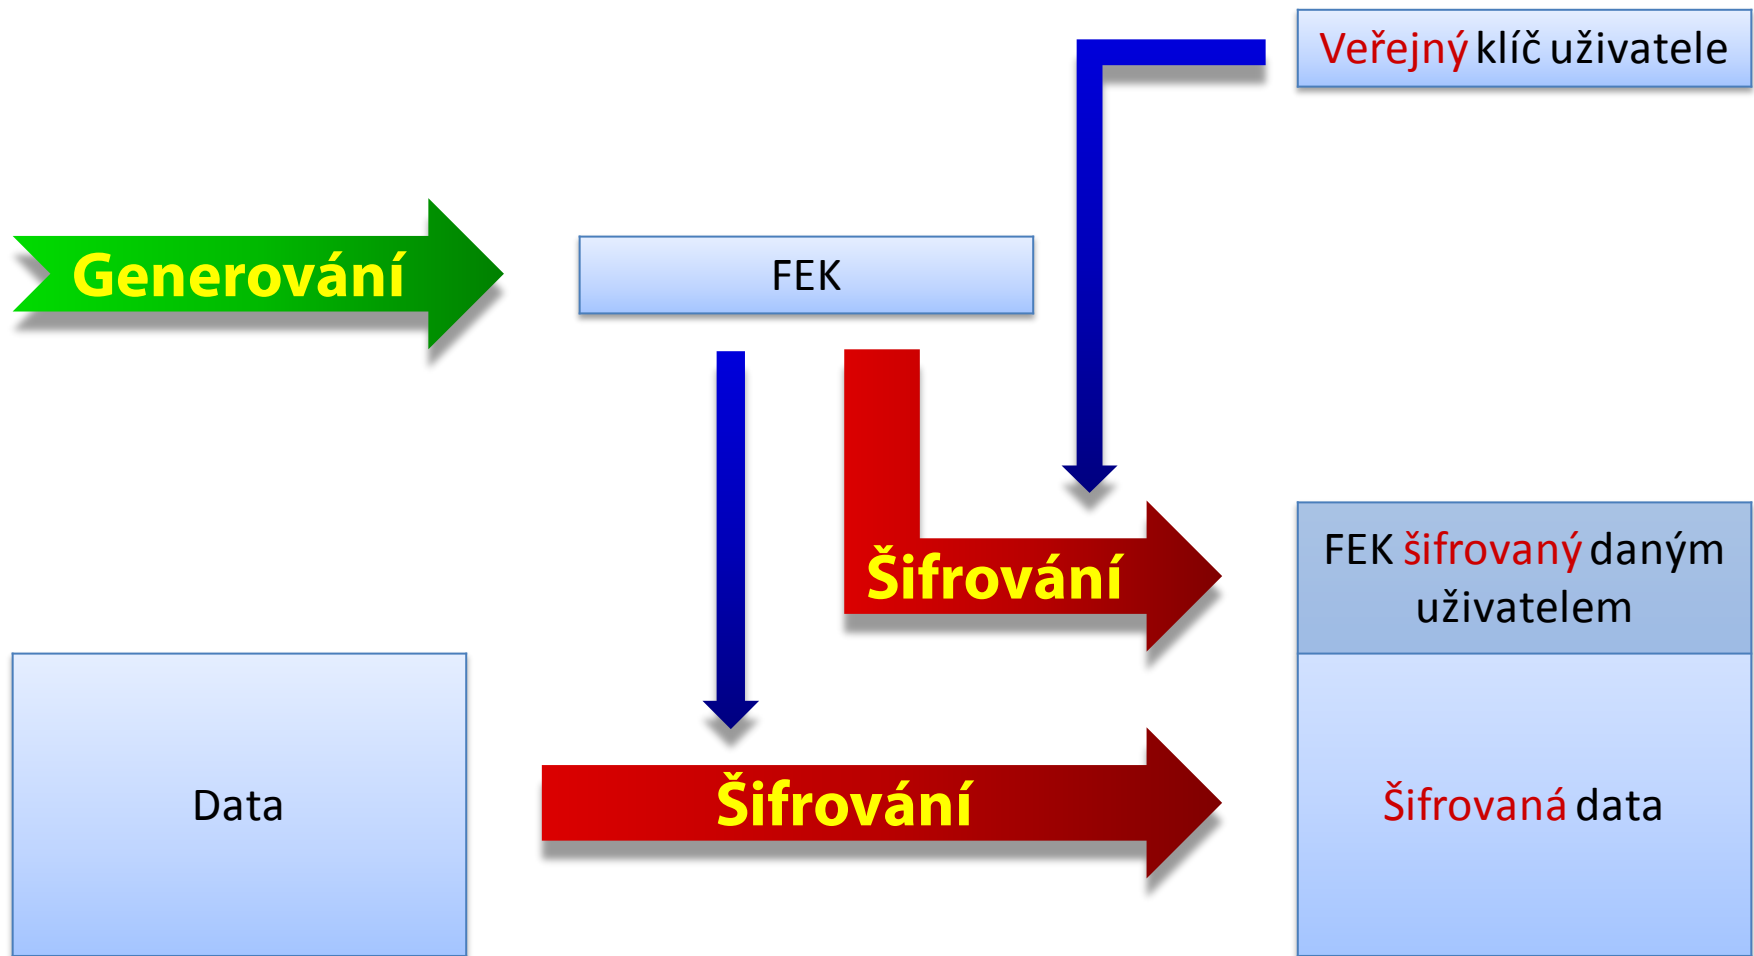 Veřejný klíč uživatele
Generování
FEK
Šifrování
FEK šifrovaný daným
uživatelem
Data
Šifrování
Šifrovaná data